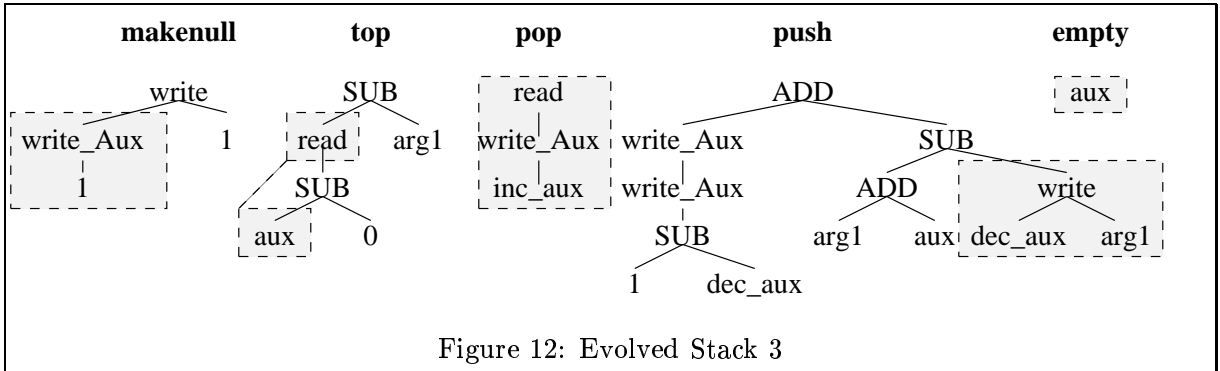 makenull top pop push empty
write SUB read ADD aux
write_Aux 1 read arg1 write_Aux write_Aux SUB
1 SUB inc_aux write_Aux ADD write
aux 0 SUB arg1 aux dec_aux arg1
1 dec_aux
Figure 12: Evolved Stack 3